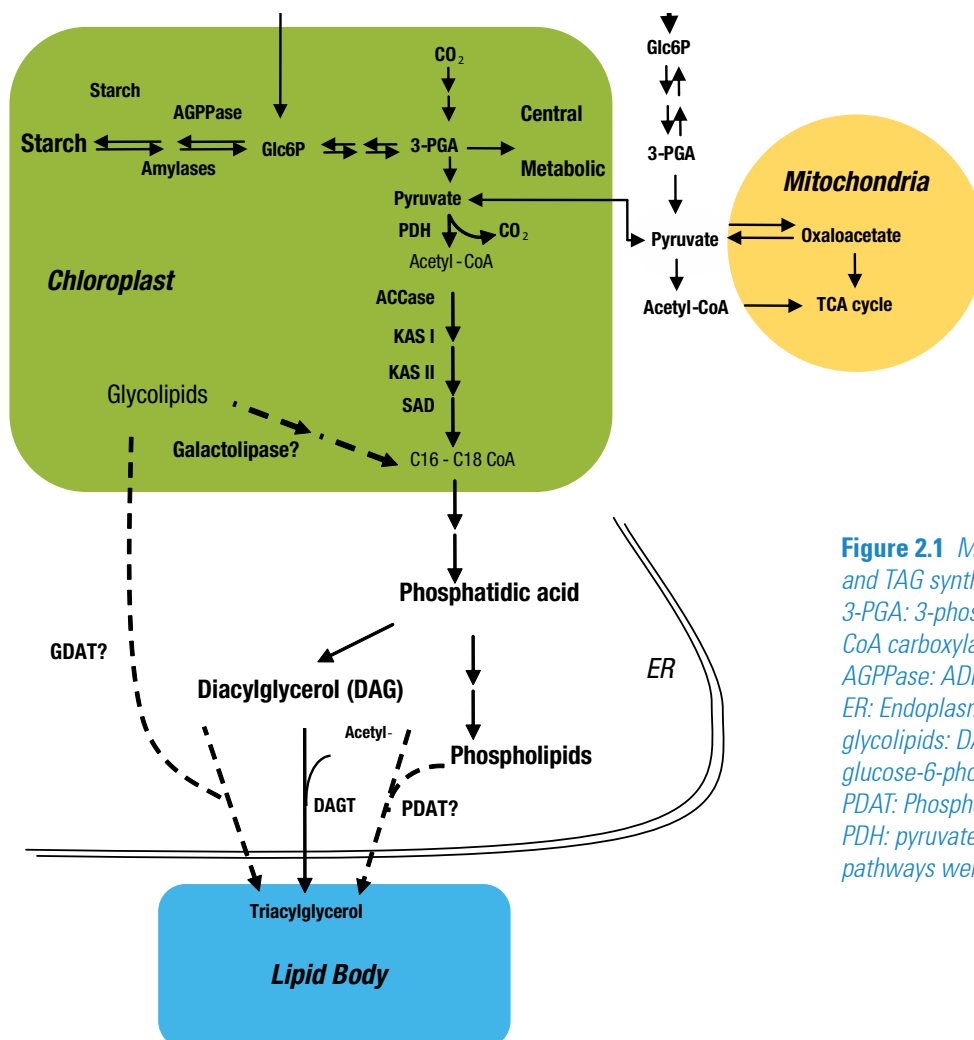 CO2
Glc6P
Starch
AGPPase
Central
Starch
Glc6P
3-PGA
3-PGA
Amylases
Metabolic
Mitochondria
Pyruvate
PDH
CO2
Pyruvate
Oxaloacetate
Acetyl-CoA
Chloroplast
ACCase
Acetyl-CoA
TCA cycle
KAS I
KAS II
Glycolipids
SAD
Galactolipase?
C16 - C18 CoA
Figure 2.1 M
and TAG synth
3-PGA: 3-phos
CoA carboxyla
AGPPase: ADP
ER: Endoplasm
glycolipids: DA
glucose-6-pho
PDAT: Phosph
PDH: pyruvate
pathways wer
Phosphatidic acid
GDAT?
ER
Diacylglycerol (DAG)
Acetyl-
Phospholipids
DAGT
PDAT?
Triacylglycerol
Lipid Body